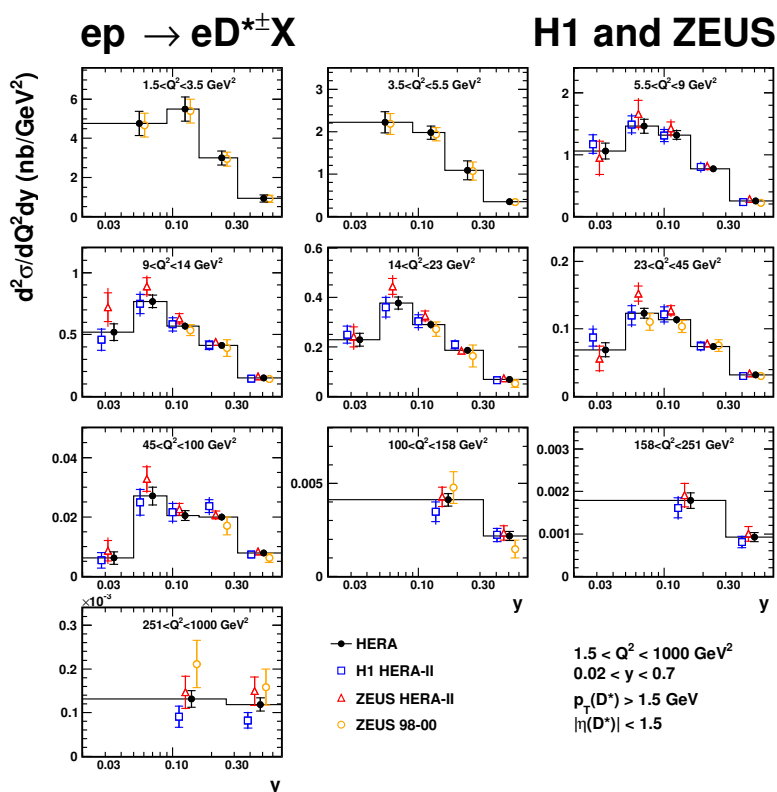 ep → eD*±X H1 and ZEUS
d²σ/dQ²dy (nb/GeV²)
1.5<Q²<3.5 GeV²
0
2
4
6
0.03 0.10 0.30
3.5<Q²<5.5 GeV²
0
1
2
3
0.03 0.10 0.30
5.5<Q²<9 GeV²
0
1
2
0.03 0.10 0.30
9<Q²<14 GeV²
0
0.5
1
0.03 0.10 0.30
14<Q²<23 GeV²
0
0.2
0.4
0.6
0.03 0.10 0.30
23<Q²<45 GeV²
0
0.1
0.2
0.03 0.10 0.30
45<Q²<100 GeV²
0
0.02
0.04
0.03 0.10 0.30
100<Q²<158 GeV²
0
0.005
0.03 0.10 0.30
y
158<Q²<251 GeV²
0
0.001
0.002
0.003
0.03 0.10 0.30
y
×10⁻³
251<Q²<1000 GeV²
0
0.1
0.2
0.3
0.03 0.10 0.30
y
HERA
H1 HERA-II
ZEUS HERA-II
ZEUS 98-00
1.5 < Q² < 1000 GeV²
0.02 < y < 0.7
p_T(D*) > 1.5 GeV
|η(D*)| < 1.5